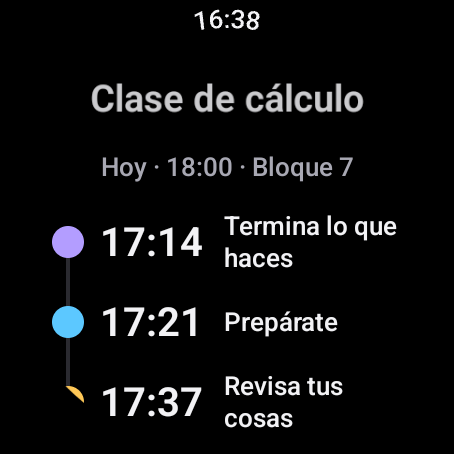 16:38
Clase de cálculo
Hoy · 18:00 · Bloque 7
17:14 Termina lo que
haces
17:21 Prepárate
17:37 Revisa tus
cosas